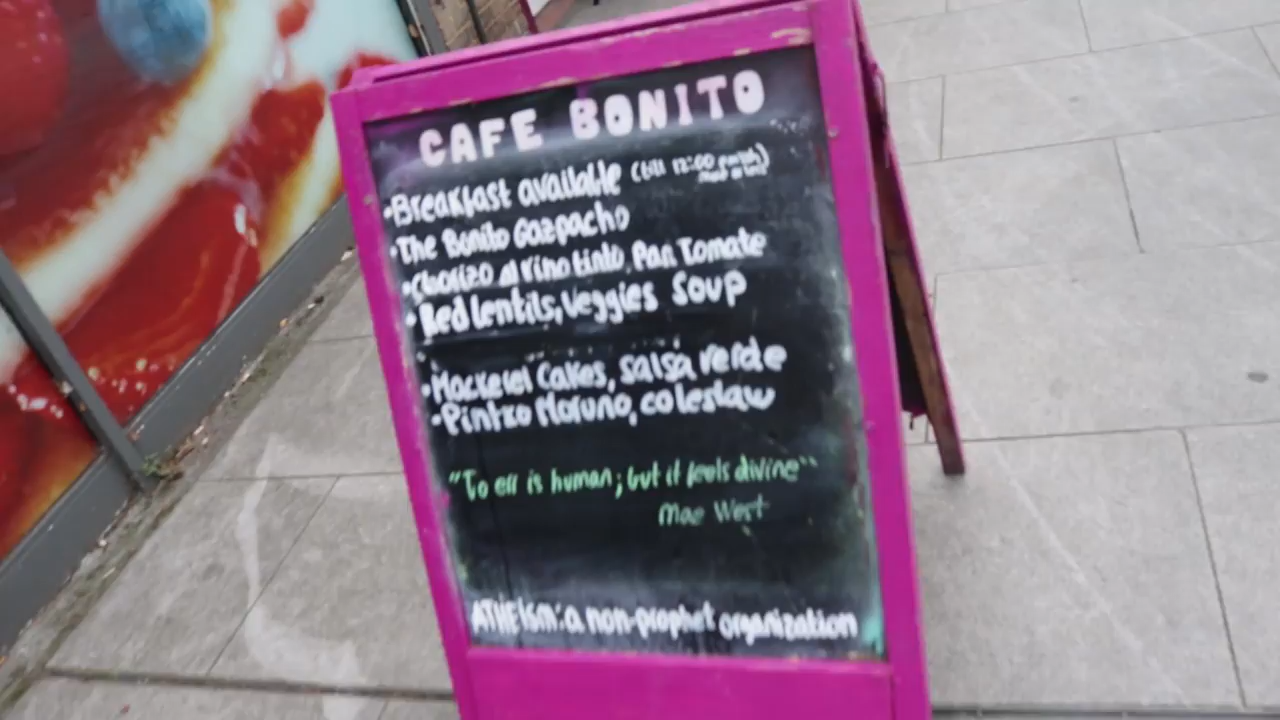 CAFE BONITO
•Breakfast available (till 12:00
•The Bonito Gazpacho
•Chorizo al vino tinto, Pan Tomate
•Red lentils, veggies Soup
•Mackerel Cakes, salsa verde
•Pintxo Moruno, coleslaw
"To err is human; but it feels divine"
Mae West
ATHEism: a non-prophet organization